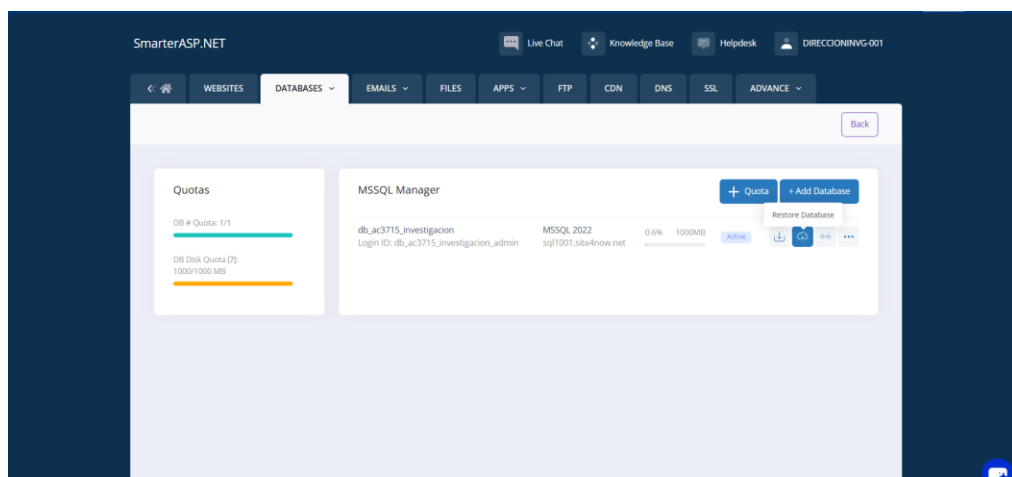 SmarterASP.NET
Live Chat
Knowledge Base
Helpdesk
DIRECCIONINVG-001
WEBSITES
DATABASES
EMAILS
FILES
APPS
FTP
CDN
DNS
SSL
ADVANCE
Back
Quotas
DB # Quota: 1/1
DB Disk Quota [?]:
1000/1000 MB
MSSQL Manager
+ Quota
+ Add Database
Restore Database
db_ac3715_investigacion
Login ID: db_ac3715_investigacion_admin
MSSQL 2022
sql1001.site4now.net
0.6% 1000MB
Active